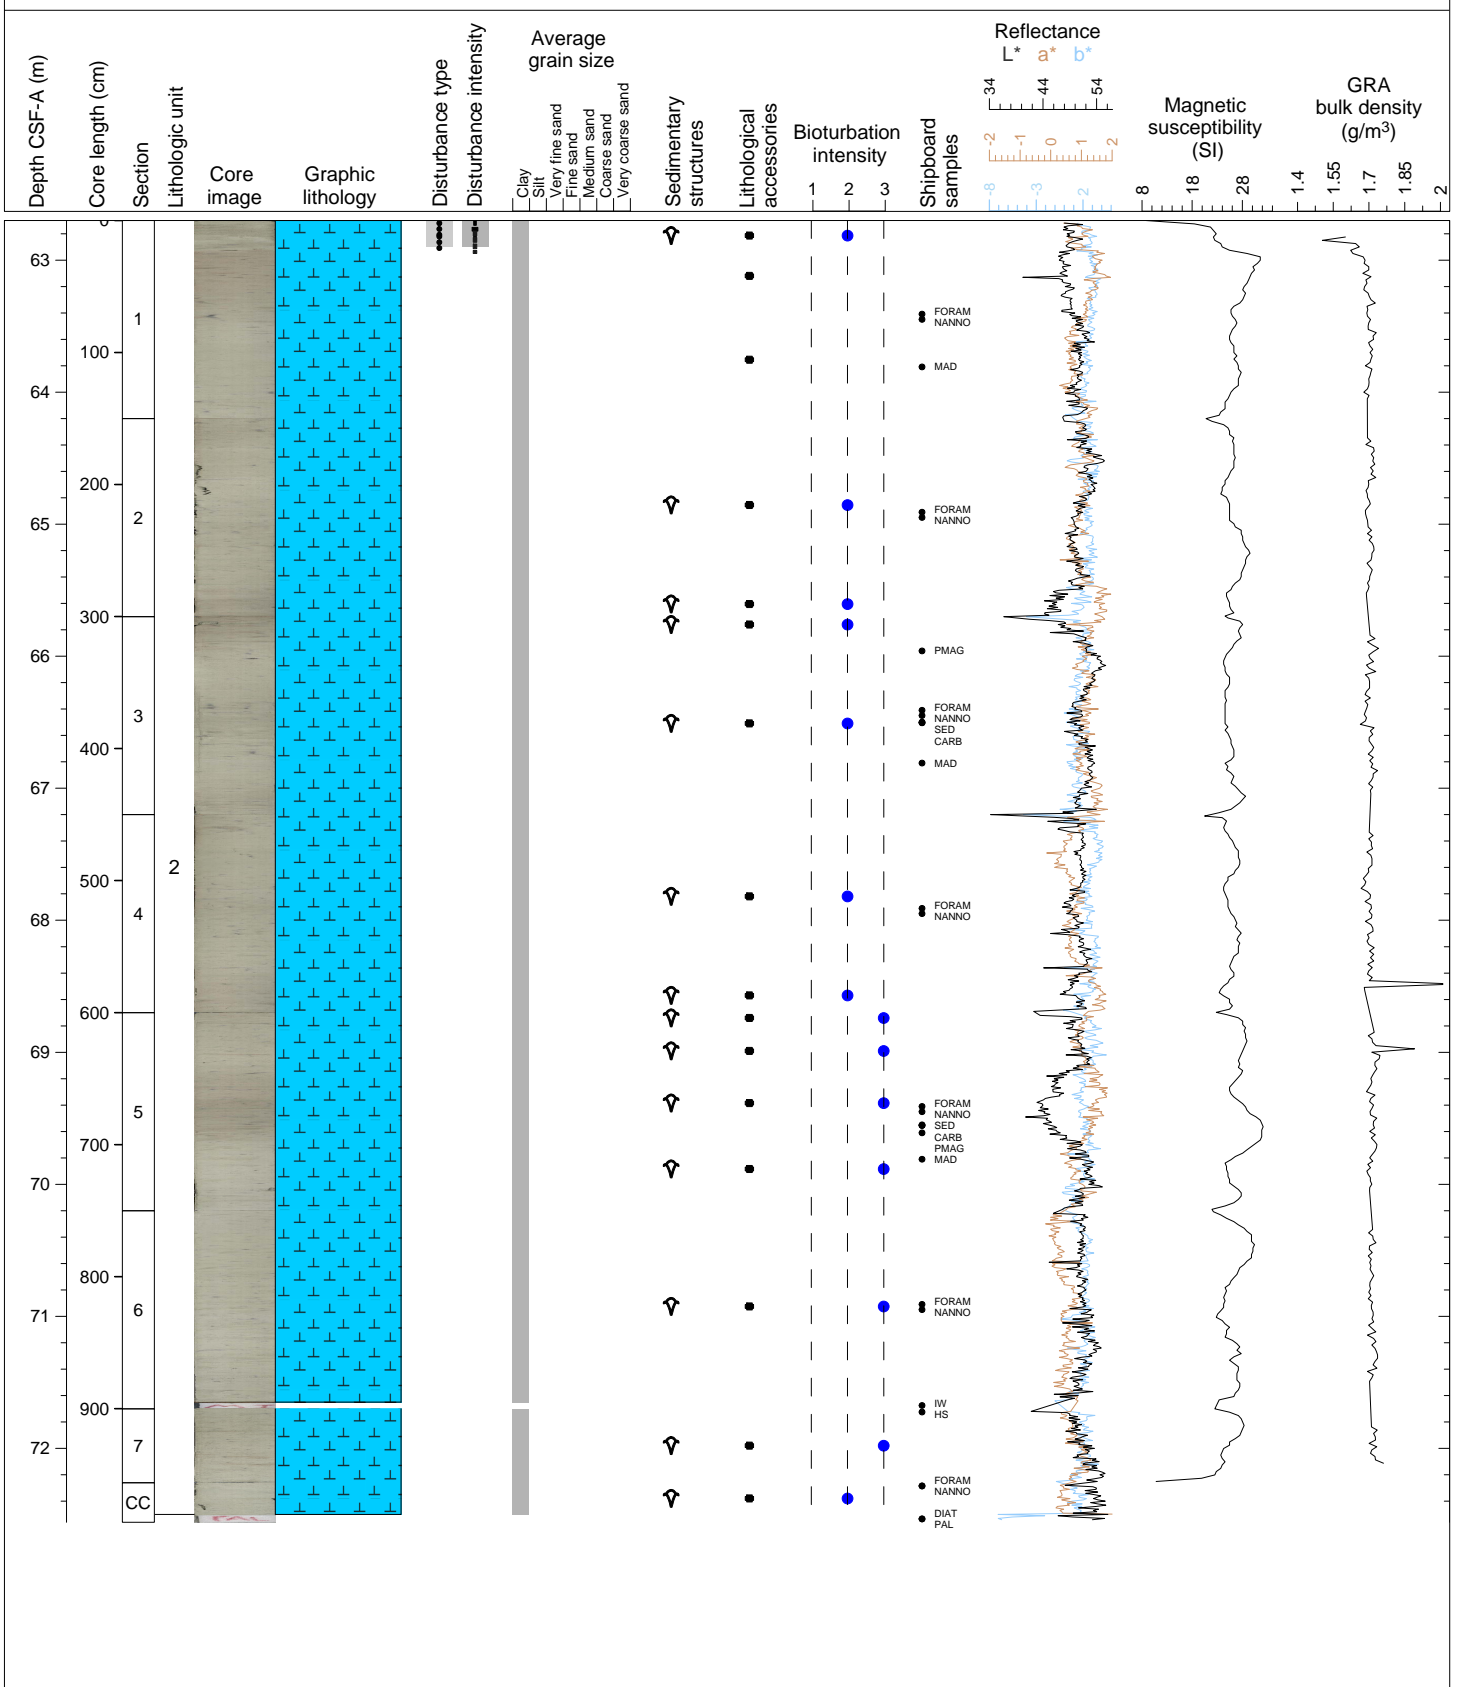 Depth CSF-A (m)
Core length (cm)
Section
Lithologic unit
Core
image
Graphic
lithology
Disturbance type
Disturbance intensity
Average
grain size
Clay
Silt
Very fine sand
Fine sand
Medium sand
Coarse sand
Very coarse sand
Sedimentary
structures
Lithological
accessories
Bioturbation
intensity
1 2 3
Shipboard
samples
Reflectance
L* a* b*
34 44 54
-2 -1 0 1 2
-8 -3 2
Magnetic
susceptibility
(SI)
8 18 28
GRA
bulk density
(g/m3)
1.4 1.55 1.7 1.85 2
0
63
1
FORAM
NANNO
100
MAD
64
200
2
FORAM
NANNO
65
300
PMAG
66
3
FORAM
NANNO
SED
CARB
400
MAD
67
2
500
4
FORAM
NANNO
68
600
69
5
FORAM
NANNO
SED
CARB
PMAG
MAD
700
70
800
6
FORAM
NANNO
71
900
IW
HS
7
72
FORAM
NANNO
CC
DIAT
PAL
PAL